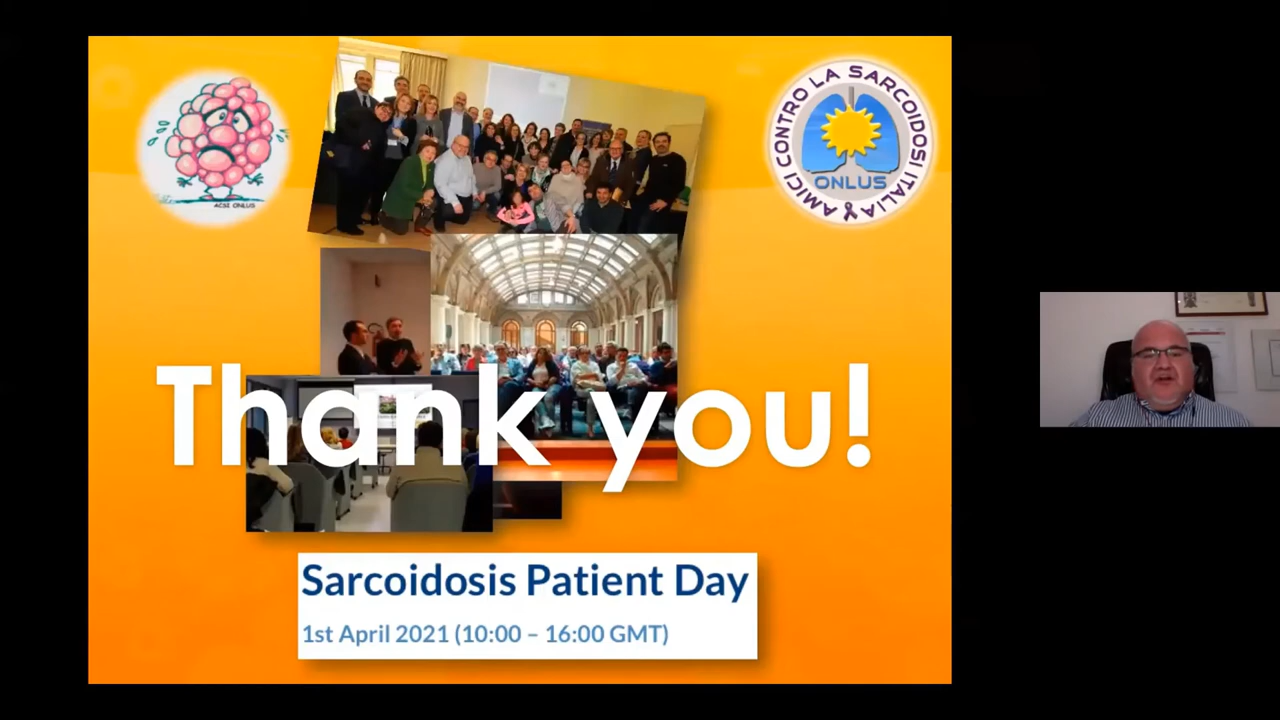 ACSI ONLUS
AMICI CONTRO LA SARCOIDOSI ITALIA
ONLUS
Thank you!
Sarcoidosis Patient Day
1st April 2021 (10:00 – 16:00 GMT)